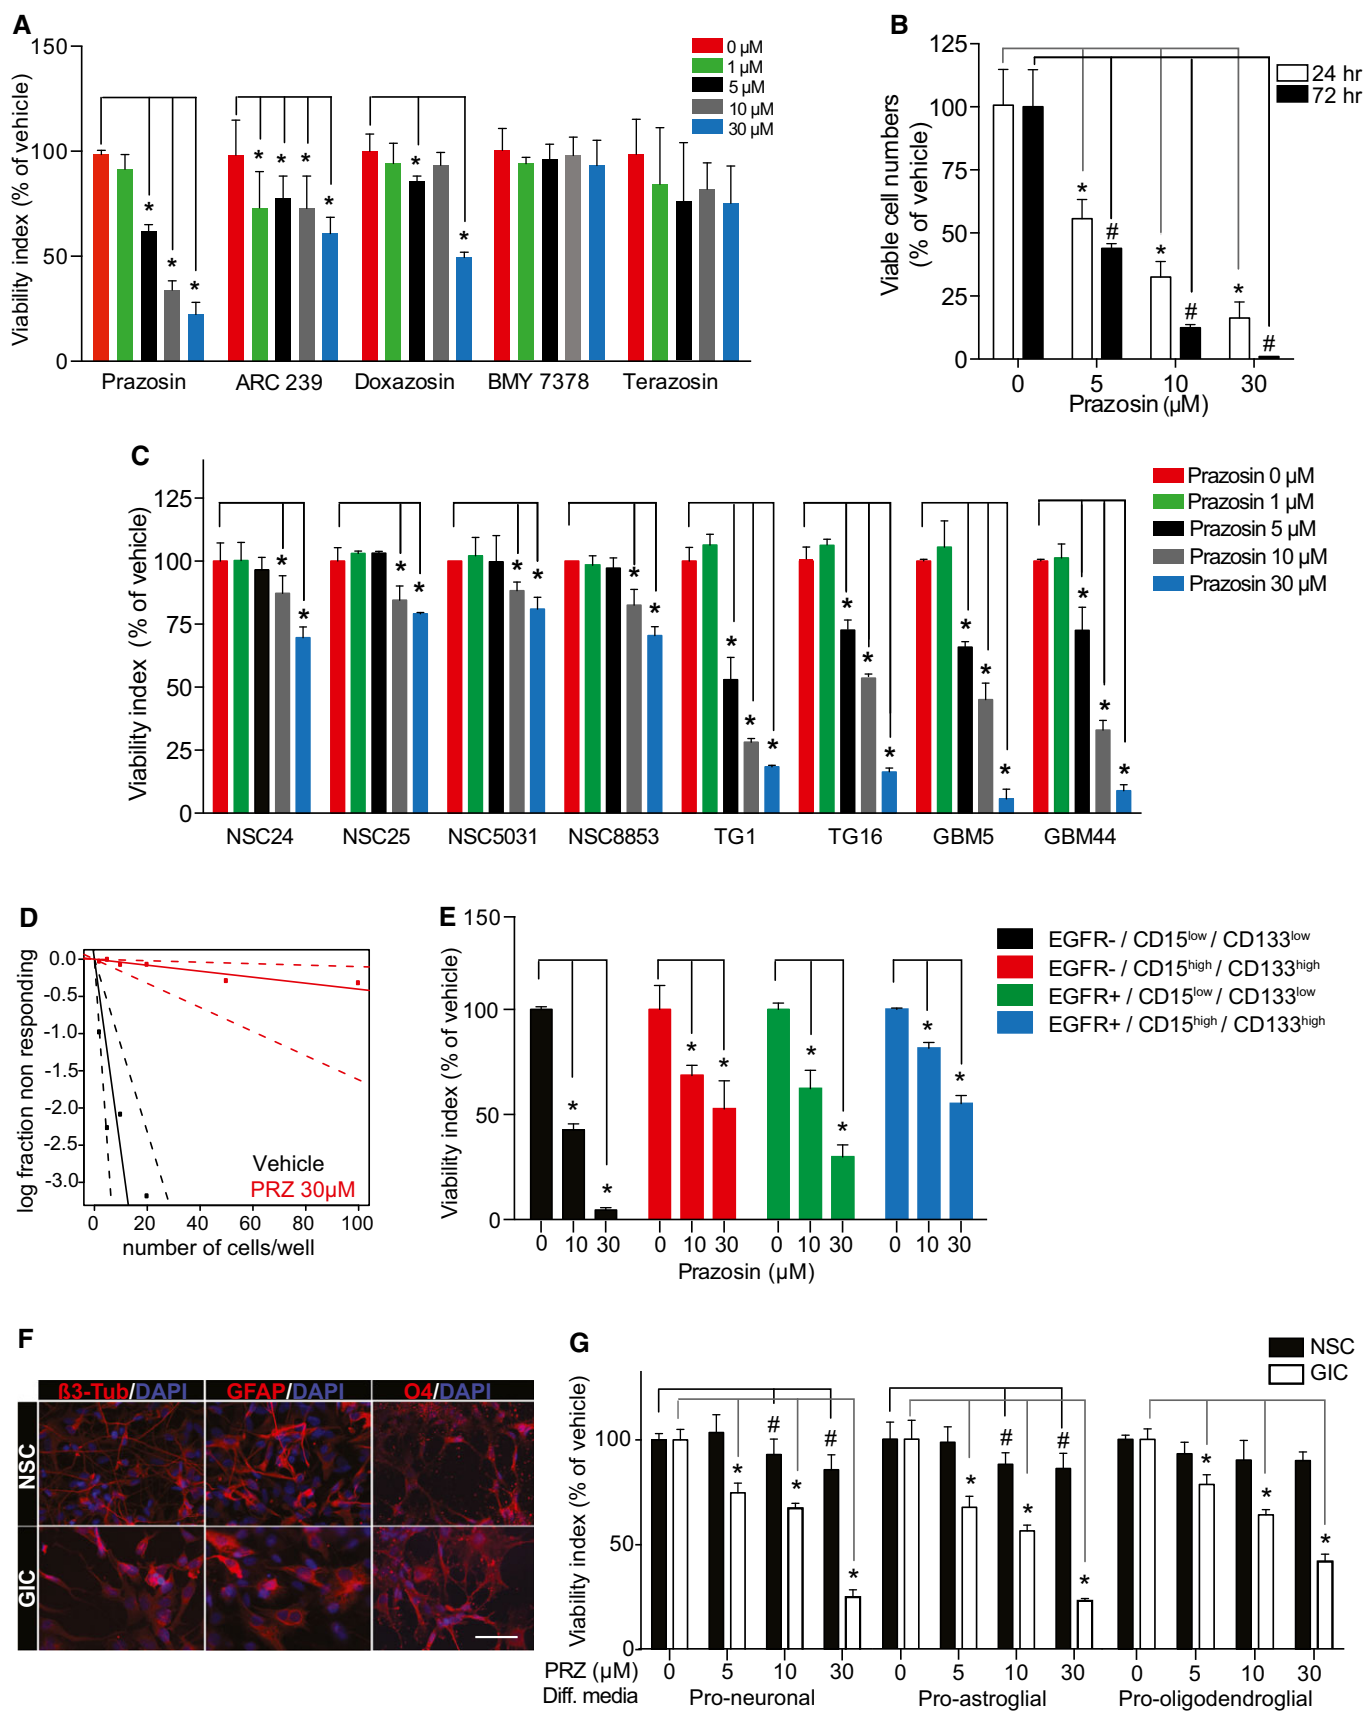 A
150
100
50
0
Viability index (% of vehicle)
0 µM
1 µM
5 µM
10 µM
30 µM
* * *
* * * *
* *
Prazosin ARC 239 Doxazosin BMY 7378 Terazosin
B
125
100
75
50
25
0
Viable cell numbers
(% of vehicle)
24 hr
72 hr
* # * # * #
0 5 10 30
Prazosin (µM)
C
125
100
75
50
25
0
Viability index (% of vehicle)
Prazosin 0 µM
Prazosin 1 µM
Prazosin 5 µM
Prazosin 10 µM
Prazosin 30 µM
* *
* *
* *
* *
* * *
* * *
* * *
* * *
NSC24 NSC25 NSC5031 NSC8853 TG1 TG16 GBM5 GBM44
D
0.0
-0.5
-1.0
-1.5
-2.0
-2.5
-3.0
log fraction non responding
Vehicle
PRZ 30µM
0 20 40 60 80 100
number of cells/well
E
150
100
50
0
Viability index (% of vehicle)
EGFR- / CD15low / CD133low
EGFR- / CD15high / CD133high
EGFR+ / CD15low / CD133low
EGFR+ / CD15high / CD133high
* * * * * * * *
0 10 30 0 10 30 0 10 30 0 10 30
Prazosin (µM)
F
ß3-Tub/DAPI GFAP/DAPI O4/DAPI
NSC
GIC
G
NSC
GIC
100
50
0
Viability index (% of vehicle)
* # * # *
* # * # *
* * *
PRZ (µM) 0 5 10 30 0 5 10 30 0 5 10 30
Diff. media Pro-neuronal Pro-astroglial Pro-oligodendroglial